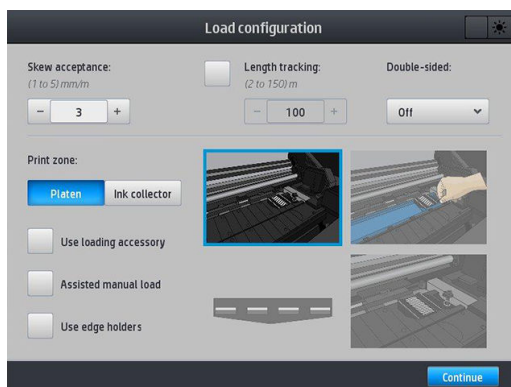 Load configuration
Skew acceptance:
(1 to 5) mm/m
- 3 +
Length tracking:
(2 to 150) m
- 100 +
Double-sided:
Off
Print zone:
Platen
Ink collector
Use loading accessory
Assisted manual load
Use edge holders
Continue